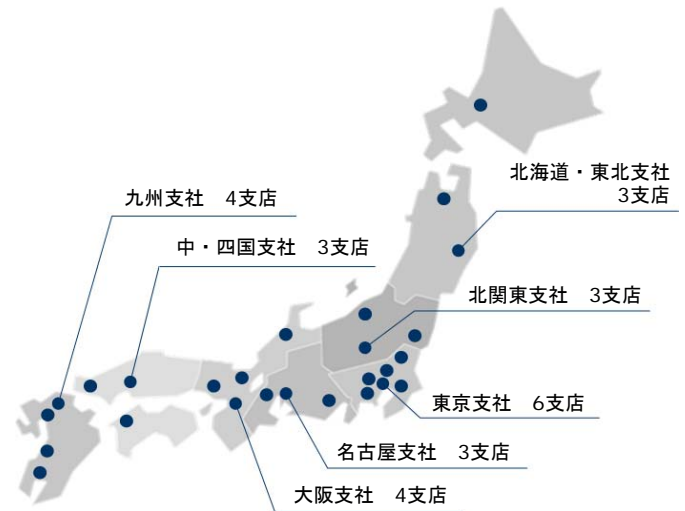 北海道・東北支社
3支店
九州支社　4支店
中・四国支社　3支店
北関東支社　3支店
東京支社　6支店
名古屋支社　3支店
大阪支社　4支店